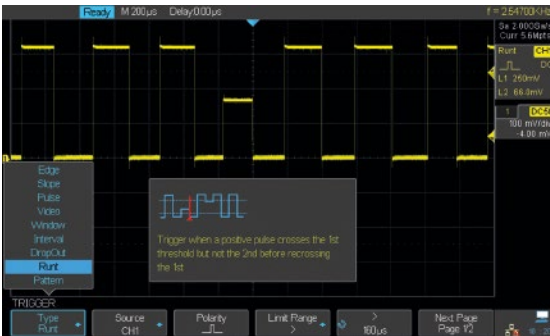 Ready M 200µs Delay:0.00µs f = 2.54700KHz
Sa 2.00GSa/s
Curr 5.6Mpts
Runt CH1
DC
L1 250mV
L2 66.0mV
1 DC50
100 mV/div
-4.00 mV
Edge
Slope
Pulse
Video
Window
Interval
DropOut
Runt
Pattern
Trigger when a positive pulse crosses the 1st
threshold but not the 2nd before recrossing
the 1st
TRIGGER
Type Source Polarity Limit Range > Next Page
Runt CH1 > 160µs Page 1/2